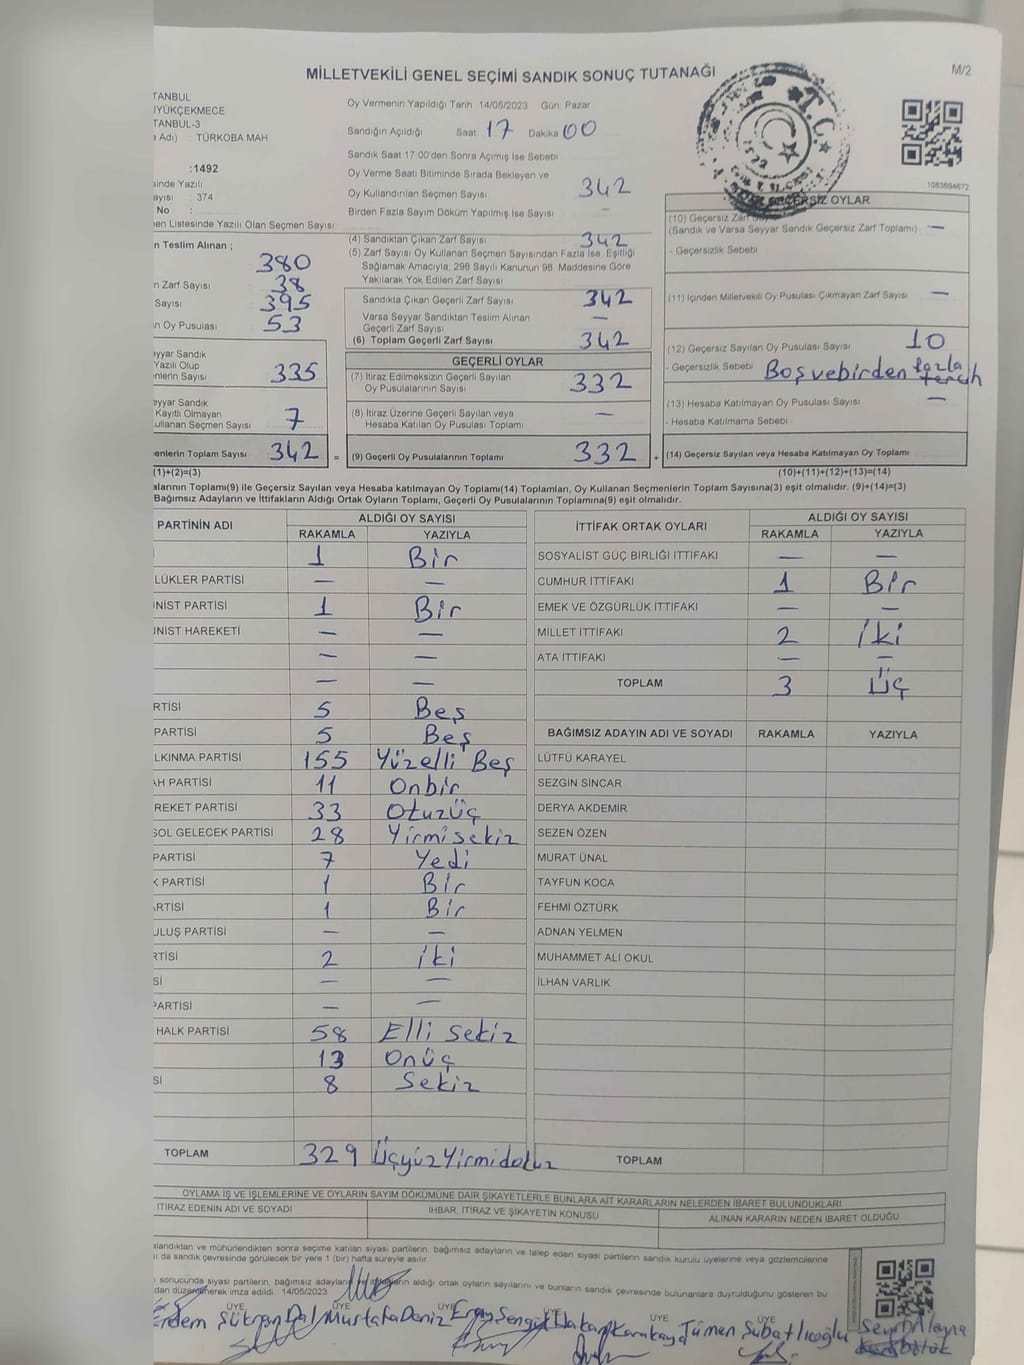 MİLLETVEKİLİ GENEL SEÇİMİ SANDIK SONUÇ TUTANAĞI
M/2
TANBUL
YÜKÇEKMECE
TANBUL-3
Adı) : TÜRKOBA MAH
:1492
sinde Yazılı
ayısı : 374
No :
en Listesinde Yazılı Olan Seçmen Sayısı
n Teslim Alınan ;
380
n Zarf Sayısı 38
Sayısı 395
n Oy Pusulası 53
eyyar Sandık
Yazılı Olup
enlerin Sayısı 335
eyyar Sandık
Kayıtlı Olmayan
ullanan Seçmen Sayısı 7
enlerin Toplam Sayısı 342 =
(1)+(2)=(3)
Oy Vermenin Yapıldığı Tarih 14/05/2023 Gün: Pazar
Sandığın Açıldığı Saat 17 Dakika 00
Sandık Saat 17:00'den Sonra Açımış İse Sebebi
Oy Verme Saati Bitiminde Sırada Bekleyen ve
Oy Kullandırılan Seçmen Sayısı 342
Birden Fazla Sayım Döküm Yapılmış İse Sayısı —
(4) Sandıktan Çıkan Zarf Sayısı 342
(5) Zarf Sayısı Oy Kullanan Seçmen Sayısından Fazla İse, Eşitliği
Sağlamak Amacıyla, 298 Sayılı Kanunun 98. Maddesine Göre
Yakılarak Yok Edilen Zarf Sayısı
Sandıkta Çıkan Geçerli Zarf Sayısı 342
Varsa Seyyar Sandıktan Teslim Alınan
Geçerli Zarf Sayısı —
(6) Toplam Geçerli Zarf Sayısı 342
GEÇERLİ OYLAR
(7) İtiraz Edilmeksizin Geçerli Sayılan
Oy Pusulalarının Sayısı 332
(8) İtiraz Üzerine Geçerli Sayılan veya
Hesaba Katılan Oy Pusulası Toplamı —
(9) Geçerli Oy Pusulalarının Toplamı 332 +
T.C.
1083694672
GEÇERSİZ OYLAR
(10) Geçersiz Zarf
(Sandık ve Varsa Seyyar Sandık Geçersiz Zarf Toplamı) —
- Geçersizlik Sebebi
(11) İçinden Milletvekili Oy Pusulası Çıkmayan Zarf Sayısı —
(12) Geçersiz Sayılan Oy Pusulası Sayısı 10
- Geçersizlik Sebebi Boş ve birden fazla tercih
(13) Hesaba Katılmayan Oy Pusulası Sayısı —
- Hesaba Katılmama Sebebi
(14) Geçersiz Sayılan veya Hesaba Katılmayan Oy Toplamı
(10)+(11)+(12)+(13)=(14)
alarının Toplamı(9) ile Geçersiz Sayılan veya Hesaba katılmayan Oy Toplamı(14) Toplamları, Oy Kullanan Seçmenlerin Toplam Sayısına(3) eşit olmalıdır. (9)+(14)=(3)
Bağımsız Adayların ve İttifakların Aldığı Ortak Oyların Toplamı, Geçerli Oy Pusulalarının Toplamına(9) eşit olmalıdır.
PARTİNİN ADI ALDIĞI OY SAYISI
RAKAMLA YAZIYLA
1 Bir
LÜKLER PARTİSİ — —
NİST PARTİSİ 1 Bir
NİST HAREKETİ — —
— —
— —
RTİSİ 5 Beş
PARTİSİ 5 Beş
LKINMA PARTİSİ 155 Yüzelli Beş
AH PARTİSİ 11 Onbir
REKET PARTİSİ 33 Otuzüç
SOL GELECEK PARTİSİ 28 Yirmisekiz
PARTİSİ 7 Yedi
K PARTİSİ 1 Bir
ARTİSİ 1 Bir
ULUŞ PARTİSİ — —
RTİSİ 2 iki
Sİ — —
PARTİSİ — —
HALK PARTİSİ 58 Elli sekiz
13 Onüç
Sİ 8 Sekiz
TOPLAM 329 Üçyüz Yirmidokuz
İTTİFAK ORTAK OYLARI ALDIĞI OY SAYISI
RAKAMLA YAZIYLA
SOSYALİST GÜÇ BİRLİĞİ İTTİFAKI — —
CUMHUR İTTİFAKI 1 Bir
EMEK VE ÖZGÜRLÜK İTTİFAKI — —
MİLLET İTTİFAKI 2 iki
ATA İTTİFAKI — —
TOPLAM 3 Üç
BAĞIMSIZ ADAYIN ADI VE SOYADI RAKAMLA YAZIYLA
LÜTFÜ KARAYEL
SEZGİN SİNCAR
DERYA AKDEMİR
SEZEN ÖZEN
MURAT ÜNAL
TAYFUN KOCA
FEHMİ ÖZTÜRK
ADNAN YELMEN
MUHAMMET ALİ OKUL
İLHAN VARLIK
TOPLAM
OYLAMA İŞ VE İŞLEMLERİNE VE OYLARIN SAYIM DÖKÜMÜNE DAİR ŞİKAYETLERLE BUNLARA AİT KARARLARIN NELERDEN İBARET BULUNDUKLARI
İTİRAZ EDENİN ADI VE SOYADI İHBAR, İTİRAZ VE ŞİKAYETİN KONUSU ALINAN KARARIN NEDEN İBARET OLDUĞU
alandıktan ve mühürlendikten sonra seçime katılan siyasi partilerin, bağımsız adayların ve talep eden siyasi partilerin sandık kurulu üyelerine veya gözlemcilerine
da sandık çevresinde görülecek bir yere 1 (bir) hafta süreyle asılır
sonucunda siyasi partilerin, bağımsız adayların ve ittifakların aldığı ortak oyların sayılarını ve bunların sandık çevresinde bulunanlara duyrulduğunu gösteren bu
dan düzenlenerek imza edildi. 14/05/2023
ÜYE ÜYE ÜYE ÜYE ÜYE ÜYE
Erdem Şükran Dal Mustafa Deniz Hakan Karakaya Tümen Subatlıoğlu